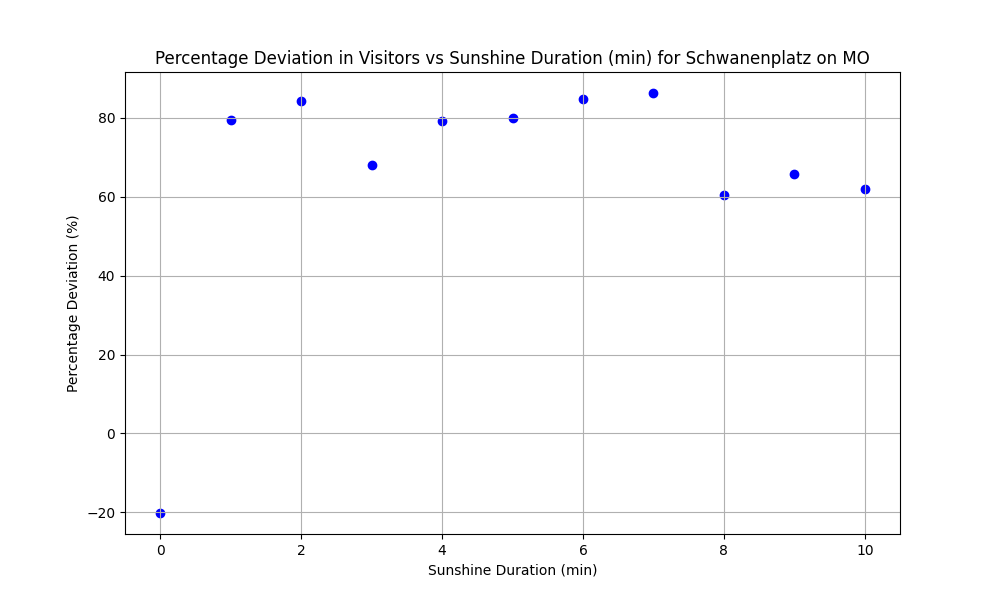 Percentage Deviation in Visitors vs Sunshine Duration (min) for Schwanenplatz on MO
80
60
40
20
0
−20
Percentage Deviation (%)
0 2 4 6 8 10
Sunshine Duration (min)